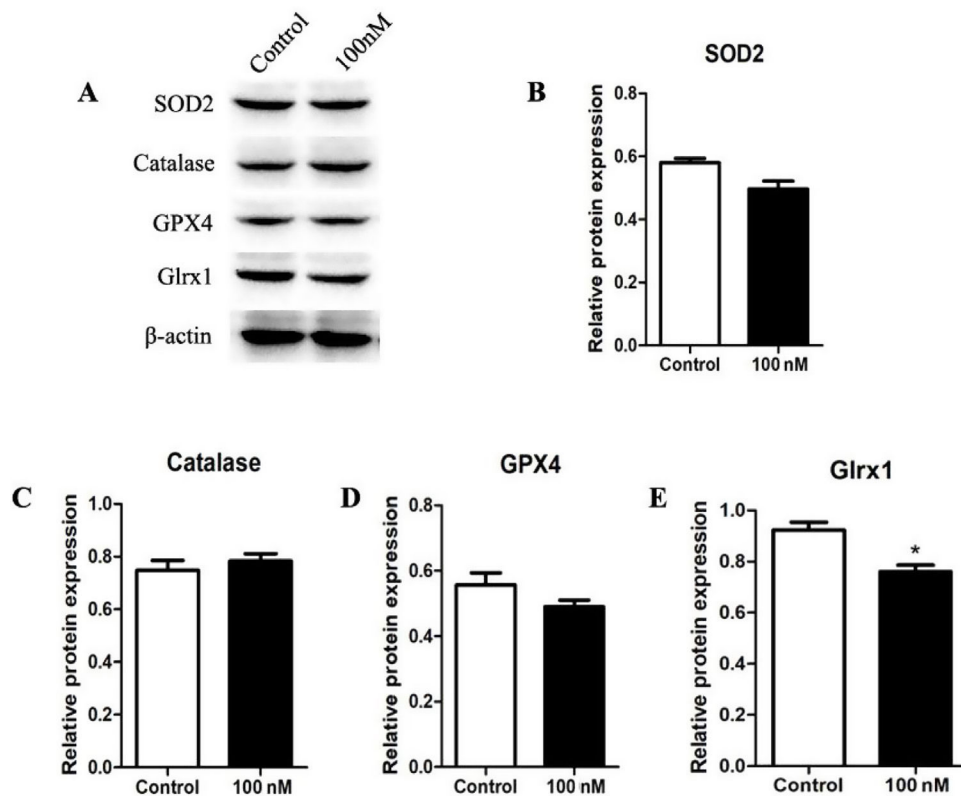 Control 100nM
A
SOD2
Catalase
GPX4
Glrx1
β-actin
B
SOD2
Relative protein expression
0.8
0.6
0.4
0.2
0.0
Control 100 nM
C
Catalase
Relative protein expression
1.0
0.8
0.6
0.4
0.2
0.0
Control 100 nM
D
GPX4
Relative protein expression
0.8
0.6
0.4
0.2
0.0
Control 100 nM
E
Glrx1
Relative protein expression
1.0
0.8
0.6
0.4
0.2
0.0
*
Control 100 nM